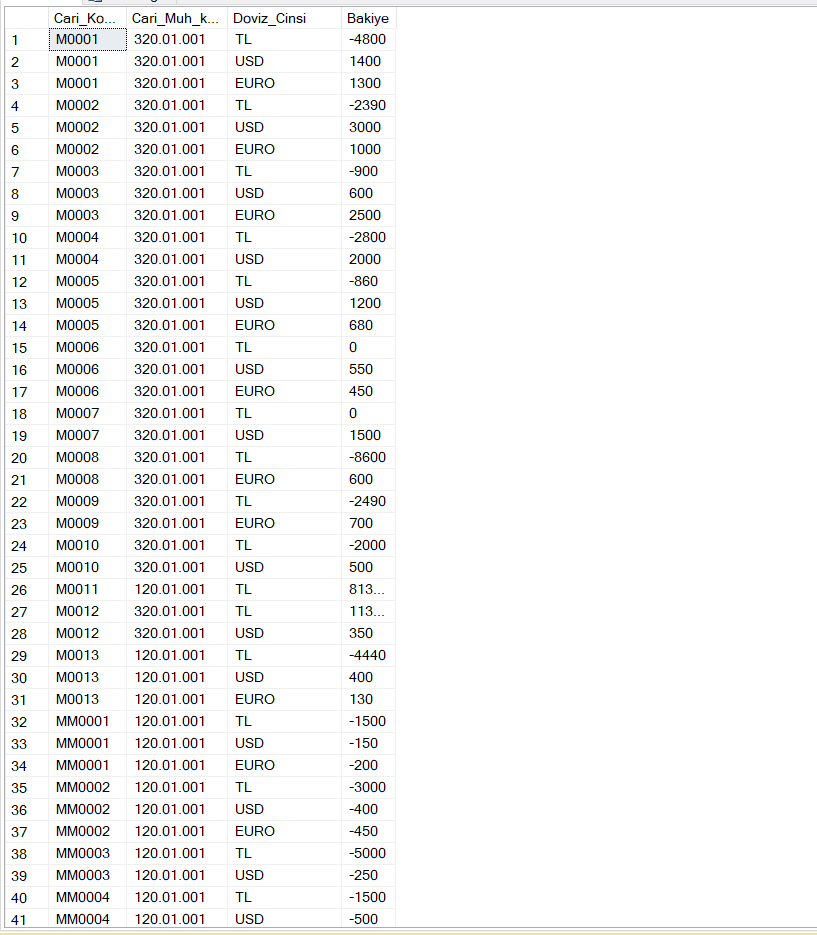 Cari_Ko... Cari_Muh_k... Doviz_Cinsi Bakiye
1 M0001 320.01.001 TL -4800
2 M0001 320.01.001 USD 1400
3 M0001 320.01.001 EURO 1300
4 M0002 320.01.001 TL -2390
5 M0002 320.01.001 USD 3000
6 M0002 320.01.001 EURO 1000
7 M0003 320.01.001 TL -900
8 M0003 320.01.001 USD 600
9 M0003 320.01.001 EURO 2500
10 M0004 320.01.001 TL -2800
11 M0004 320.01.001 USD 2000
12 M0005 320.01.001 TL -860
13 M0005 320.01.001 USD 1200
14 M0005 320.01.001 EURO 680
15 M0006 320.01.001 TL 0
16 M0006 320.01.001 USD 550
17 M0006 320.01.001 EURO 450
18 M0007 320.01.001 TL 0
19 M0007 320.01.001 USD 1500
20 M0008 320.01.001 TL -8600
21 M0008 320.01.001 EURO 600
22 M0009 320.01.001 TL -2490
23 M0009 320.01.001 EURO 700
24 M0010 320.01.001 TL -2000
25 M0010 320.01.001 USD 500
26 M0011 120.01.001 TL 813...
27 M0012 320.01.001 TL 113...
28 M0012 320.01.001 USD 350
29 M0013 120.01.001 TL -4440
30 M0013 120.01.001 USD 400
31 M0013 120.01.001 EURO 130
32 MM0001 120.01.001 TL -1500
33 MM0001 120.01.001 USD -150
34 MM0001 120.01.001 EURO -200
35 MM0002 120.01.001 TL -3000
36 MM0002 120.01.001 USD -400
37 MM0002 120.01.001 EURO -450
38 MM0003 120.01.001 TL -5000
39 MM0003 120.01.001 USD -250
40 MM0004 120.01.001 TL -1500
41 MM0004 120.01.001 USD -500